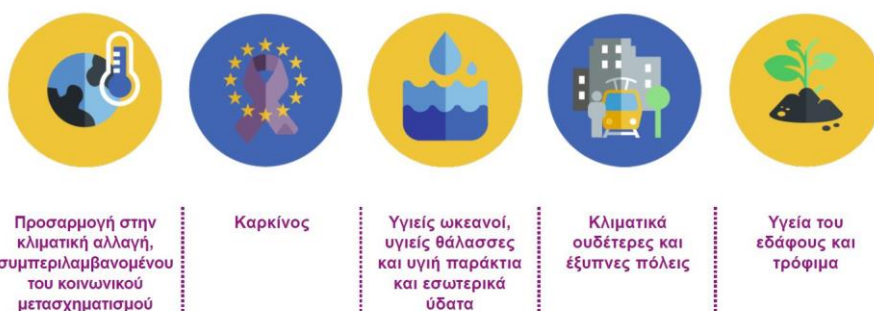 Προσαρμογή στην
κλιματική αλλαγή,
συμπεριλαμβανομένου
του κοινωνικού
μετασχηματισμού
Καρκίνος
Υγιείς ωκεανοί,
υγιείς θάλασσες
και υγιή παράκτια
και εσωτερικά
ύδατα
Κλιματικά
ουδέτερες και
έξυπνες πόλεις
Υγεία του
εδάφους και
τρόφιμα